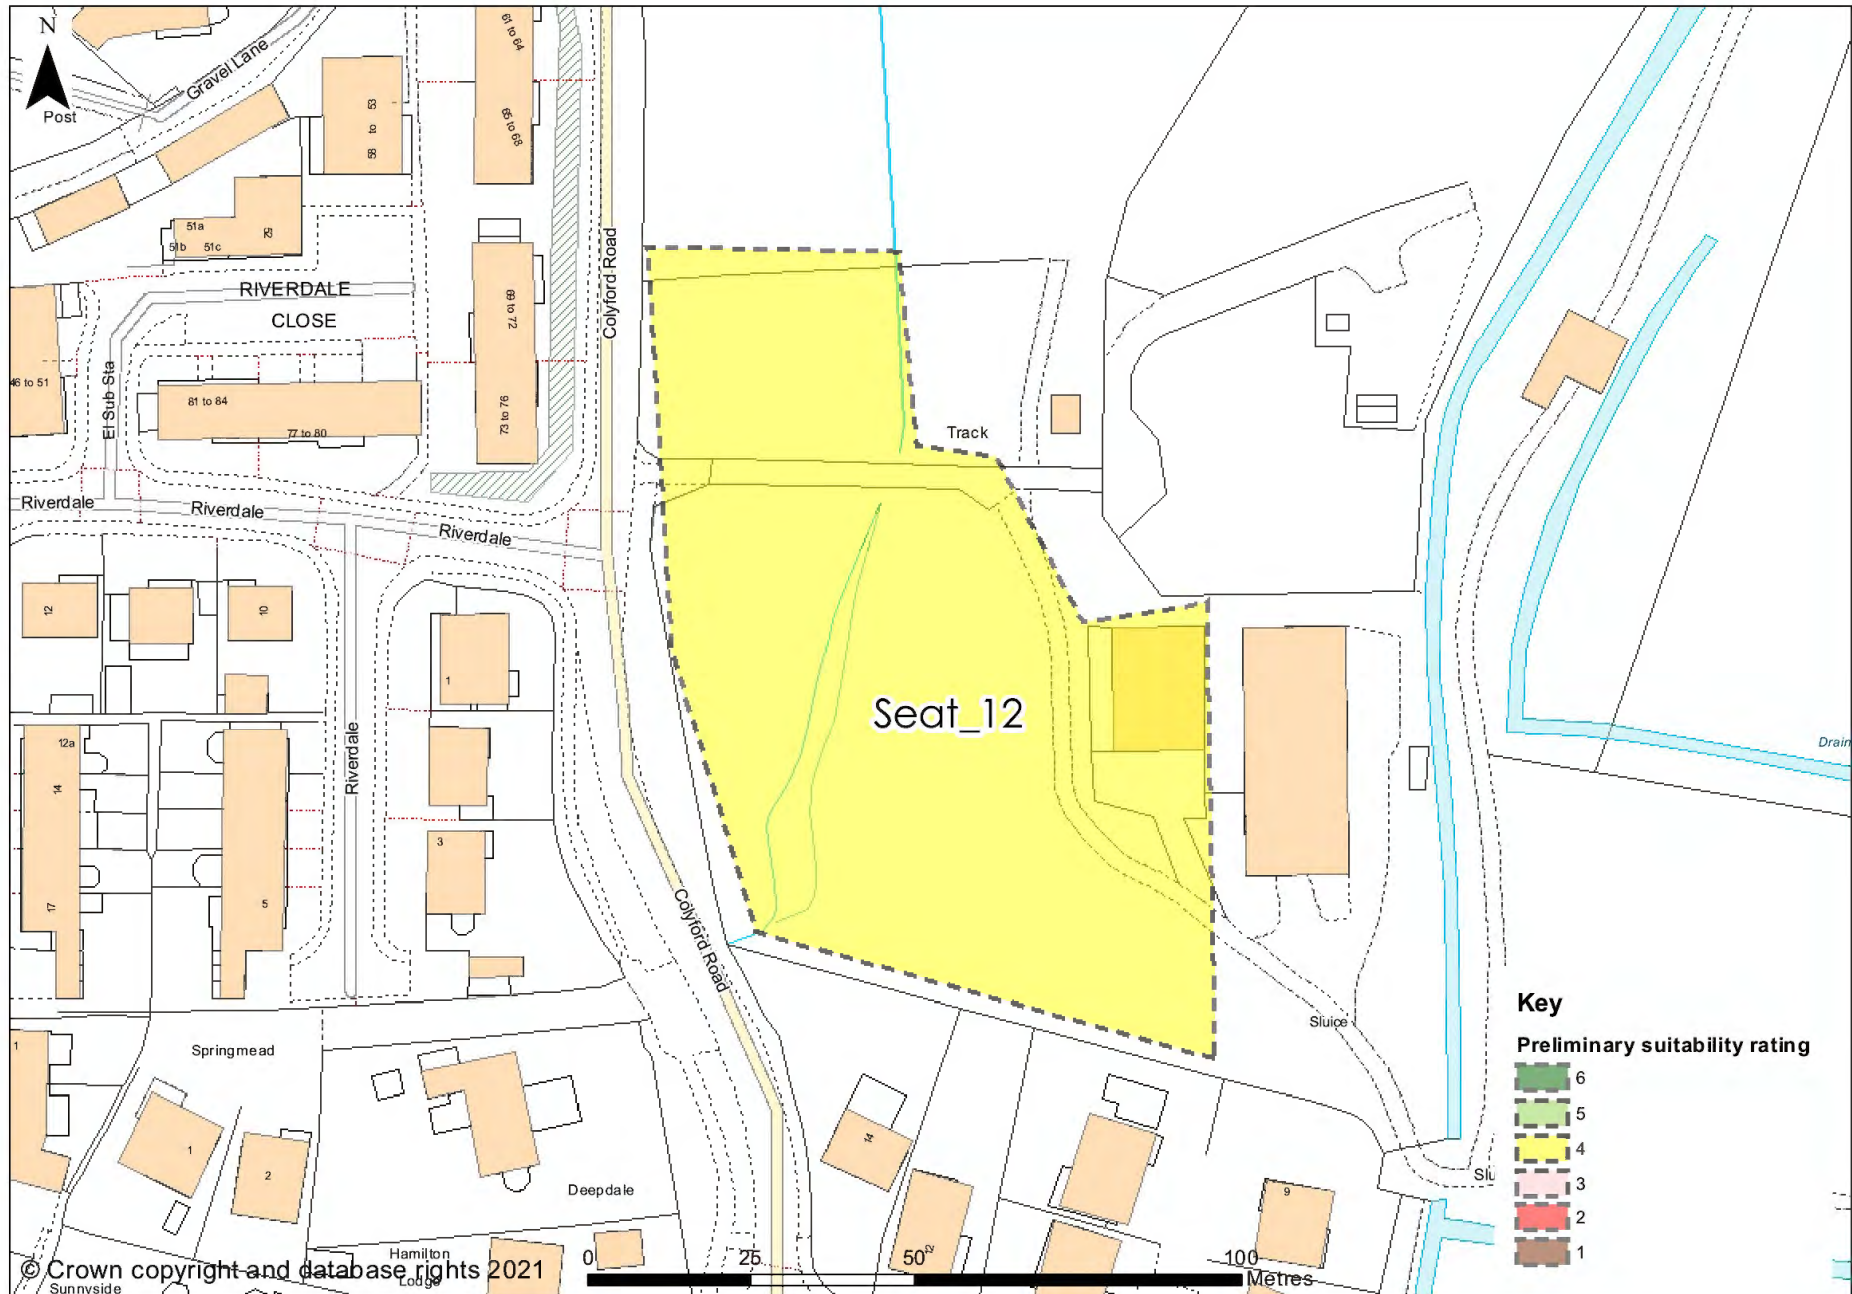 N
Post
Gravel Lane
61 to 64
65 to 68
53 to 58
51a
51b
51c
RIVERDALE
CLOSE
69 to 72
73 to 76
Colyford Road
46 to 51
El Sub Sta
81 to 84
77 to 80
Track
Riverdale
Riverdale
Riverdale
12
10
1
Seat_12
12a
14
17
5
3
Riverdale
Colyford Road
Drain
Sluice
Springmead
1
1
2
Deepdale
Hamilton
Lodge
Sunnyside
14
12
9
Slu
Key
Preliminary suitability rating
6
5
4
3
2
1
0 25 50 100
Metres
© Crown copyright and database rights 2021